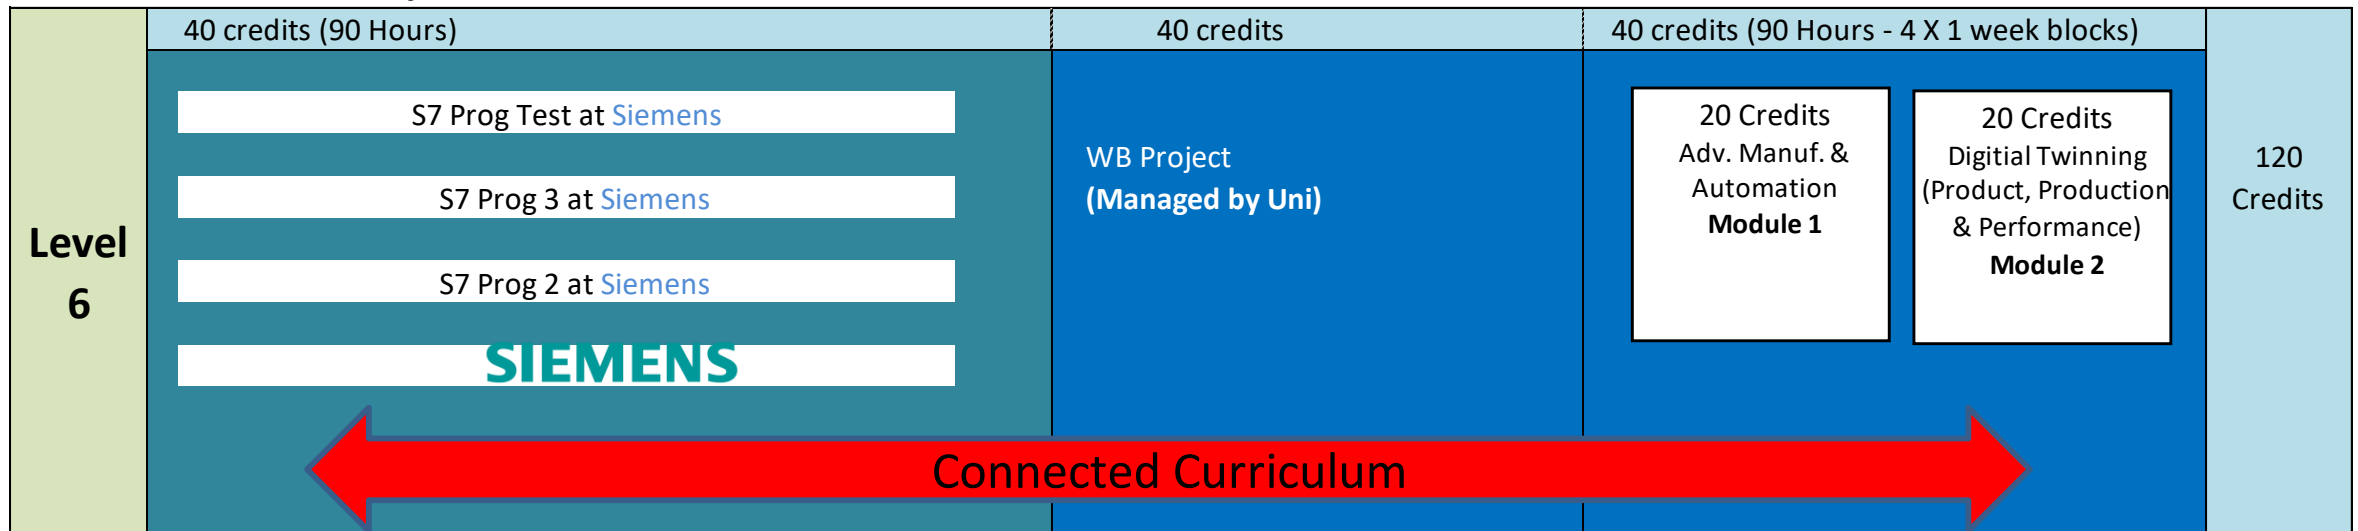 40 credits (90 Hours)
40 credits
40 credits (90 Hours - 4 X 1 week blocks)
Level
6
S7 Prog Test at Siemens
S7 Prog 3 at Siemens
S7 Prog 2 at Siemens
SIEMENS
WB Project
(Managed by Uni)
20 Credits
Adv. Manuf. &
Automation
Module 1
20 Credits
Digitial Twinning
(Product, Production
& Performance)
Module 2
120
Credits
Connected Curriculum